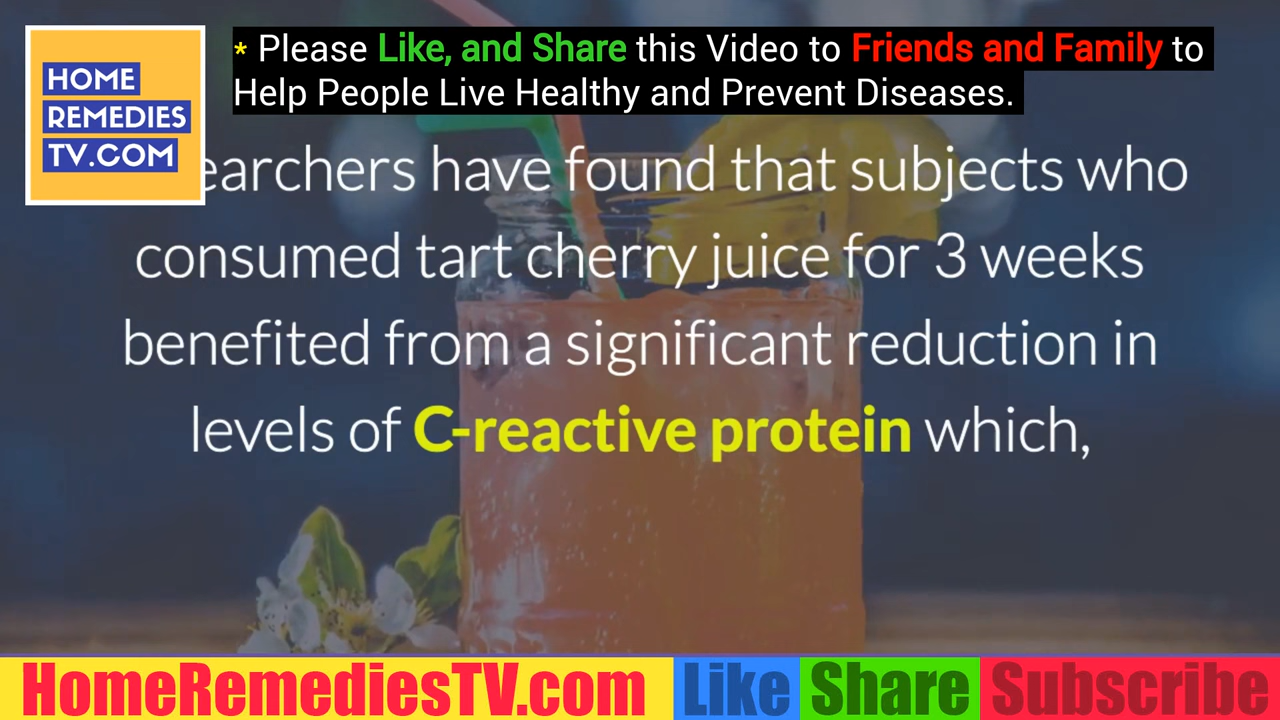 * Please Like, and Share this Video to Friends and Family to
Help People Live Healthy and Prevent Diseases.
HOME
REMEDIES
TV.COM
earchers have found that subjects who
consumed tart cherry juice for 3 weeks
benefited from a significant reduction in
levels of C-reactive protein which,
HomeRemediesTV.com Like Share Subscribe